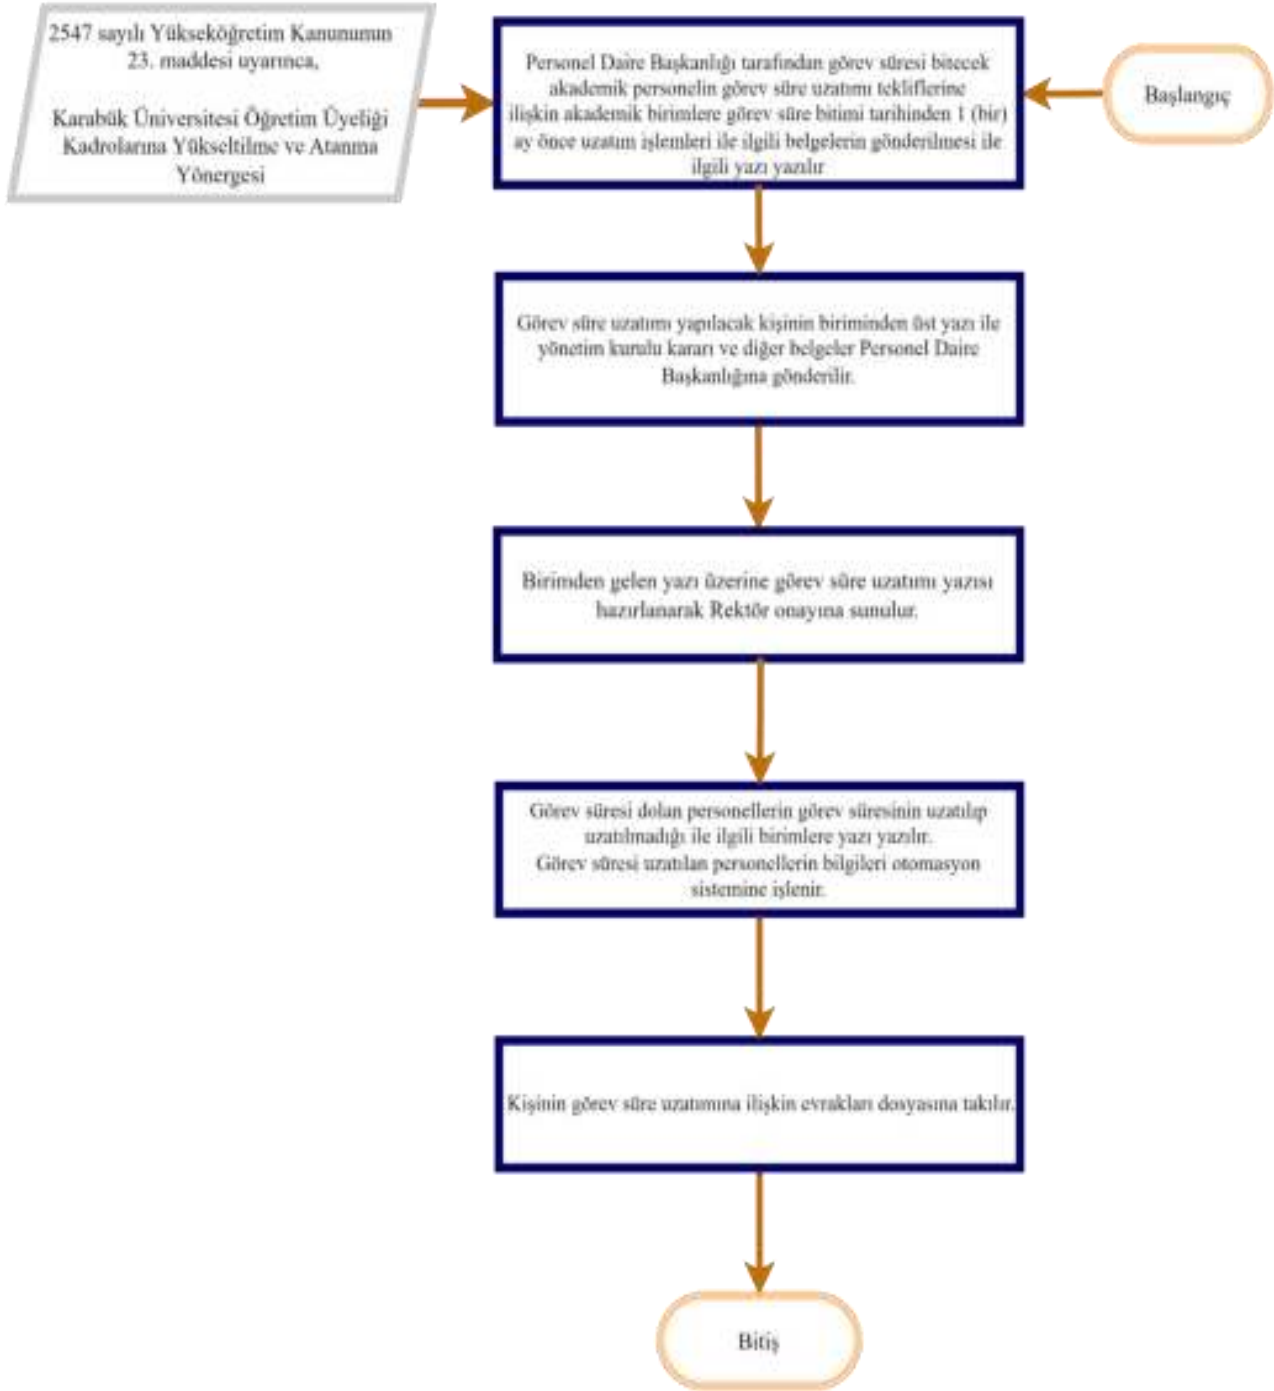 2547 sayılı Yükseköğretim Kanununun
23. maddesi uyarınca,
Karabük Üniversitesi Öğretim Üyeliği
Kadrolarına Yükseltilme ve Atanma
Yönergesi
Personel Daire Başkanlığı tarafından görev süresi bitecek
akademik personelin görev süre uzatımı tekliflerine
ilişkin akademik birimlere görev süre bitimi tarihinden 1 (bir)
ay önce uzatım işlemleri ile ilgili belgelerin gönderilmesi ile
ilgili yazı yazılır
Başlangıç
Görev süre uzatımı yapılacak kişinin biriminden üst yazı ile
yönetim kurulu kararı ve diğer belgeler Personel Daire
Başkanlığına gönderilir.
Birimden gelen yazı üzerine görev süre uzatımı yazısı
hazırlanarak Rektör onayına sunulur.
Görev süresi dolan personellerin görev süresinin uzatılıp
uzatılmadığı ile ilgili birimlere yazı yazılır.
Görev süresi uzatılan personellerin bilgileri otomasyon
sistemine işlenir.
Kişinin görev süre uzatımına ilişkin evrakları dosyasına takılır.
Bitiş